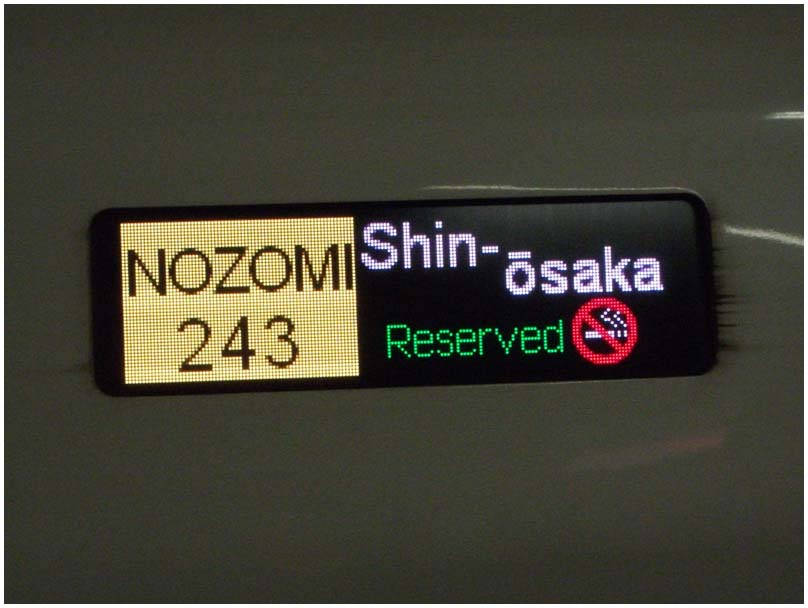 NOZOMI
243
Shin-
ōsaka
Reserved